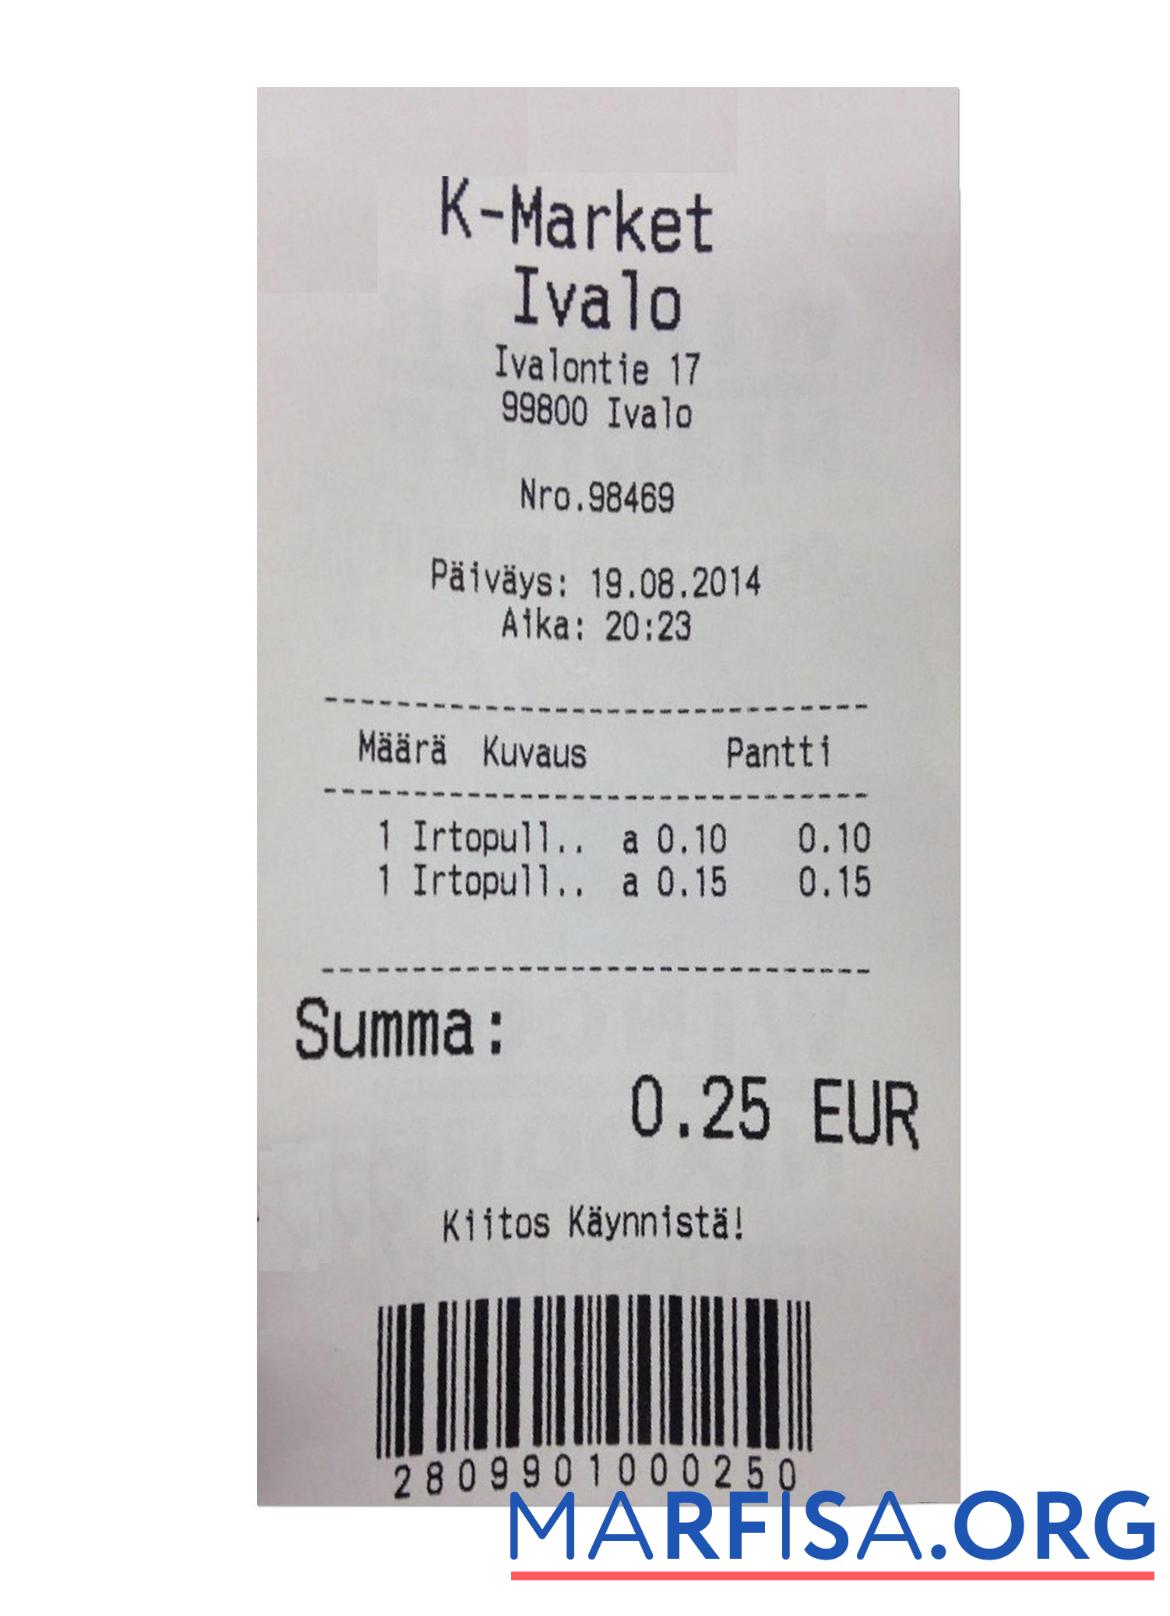 K-Market
Ivalo
Ivalontie 17
99800 Ivalo
Nro.98469
Päiväys: 19.08.2014
Aika: 20:23
Määrä Kuvaus Pantti
1 Irtopull.. a 0.10 0.10
1 Irtopull.. a 0.15 0.15
Summa:
0.25 EUR
Kiitos Käynnistä!
2809901000250
MARFISA.ORG